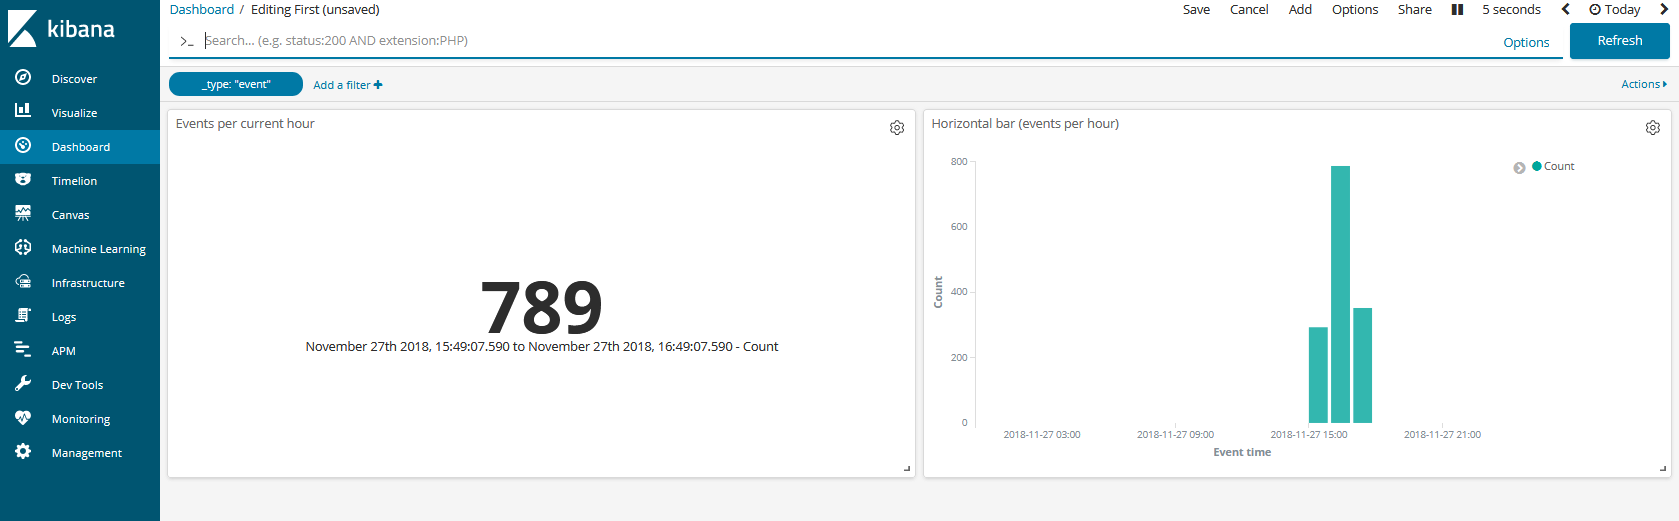 kibana
Discover
Visualize
Dashboard
Timelion
Canvas
Machine Learning
Infrastructure
Logs
APM
Dev Tools
Monitoring
Management
Dashboard / Editing First (unsaved)
Save Cancel Add Options Share 5 seconds Today
>_ Search... (e.g. status:200 AND extension:PHP) Options Refresh
_type: "event" Add a filter + Actions
Events per current hour
789
November 27th 2018, 15:49:07.590 to November 27th 2018, 16:49:07.590 - Count
Horizontal bar (events per hour)
Count
800
600
400
200
0
Count
2018-11-27 03:00 2018-11-27 09:00 2018-11-27 15:00 2018-11-27 21:00
Event time